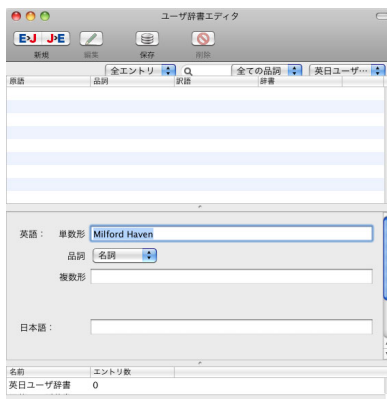 ユーザ辞書エディタ
E›J J›E
新規 編集 保存 削除
全エントリ 全ての品詞 英日ユーザ…
原語 品詞 訳語 辞書
英語： 単数形 Milford Haven
品詞 名詞
複数形
日本語：
名前 エントリ数
英日ユーザ辞書 0